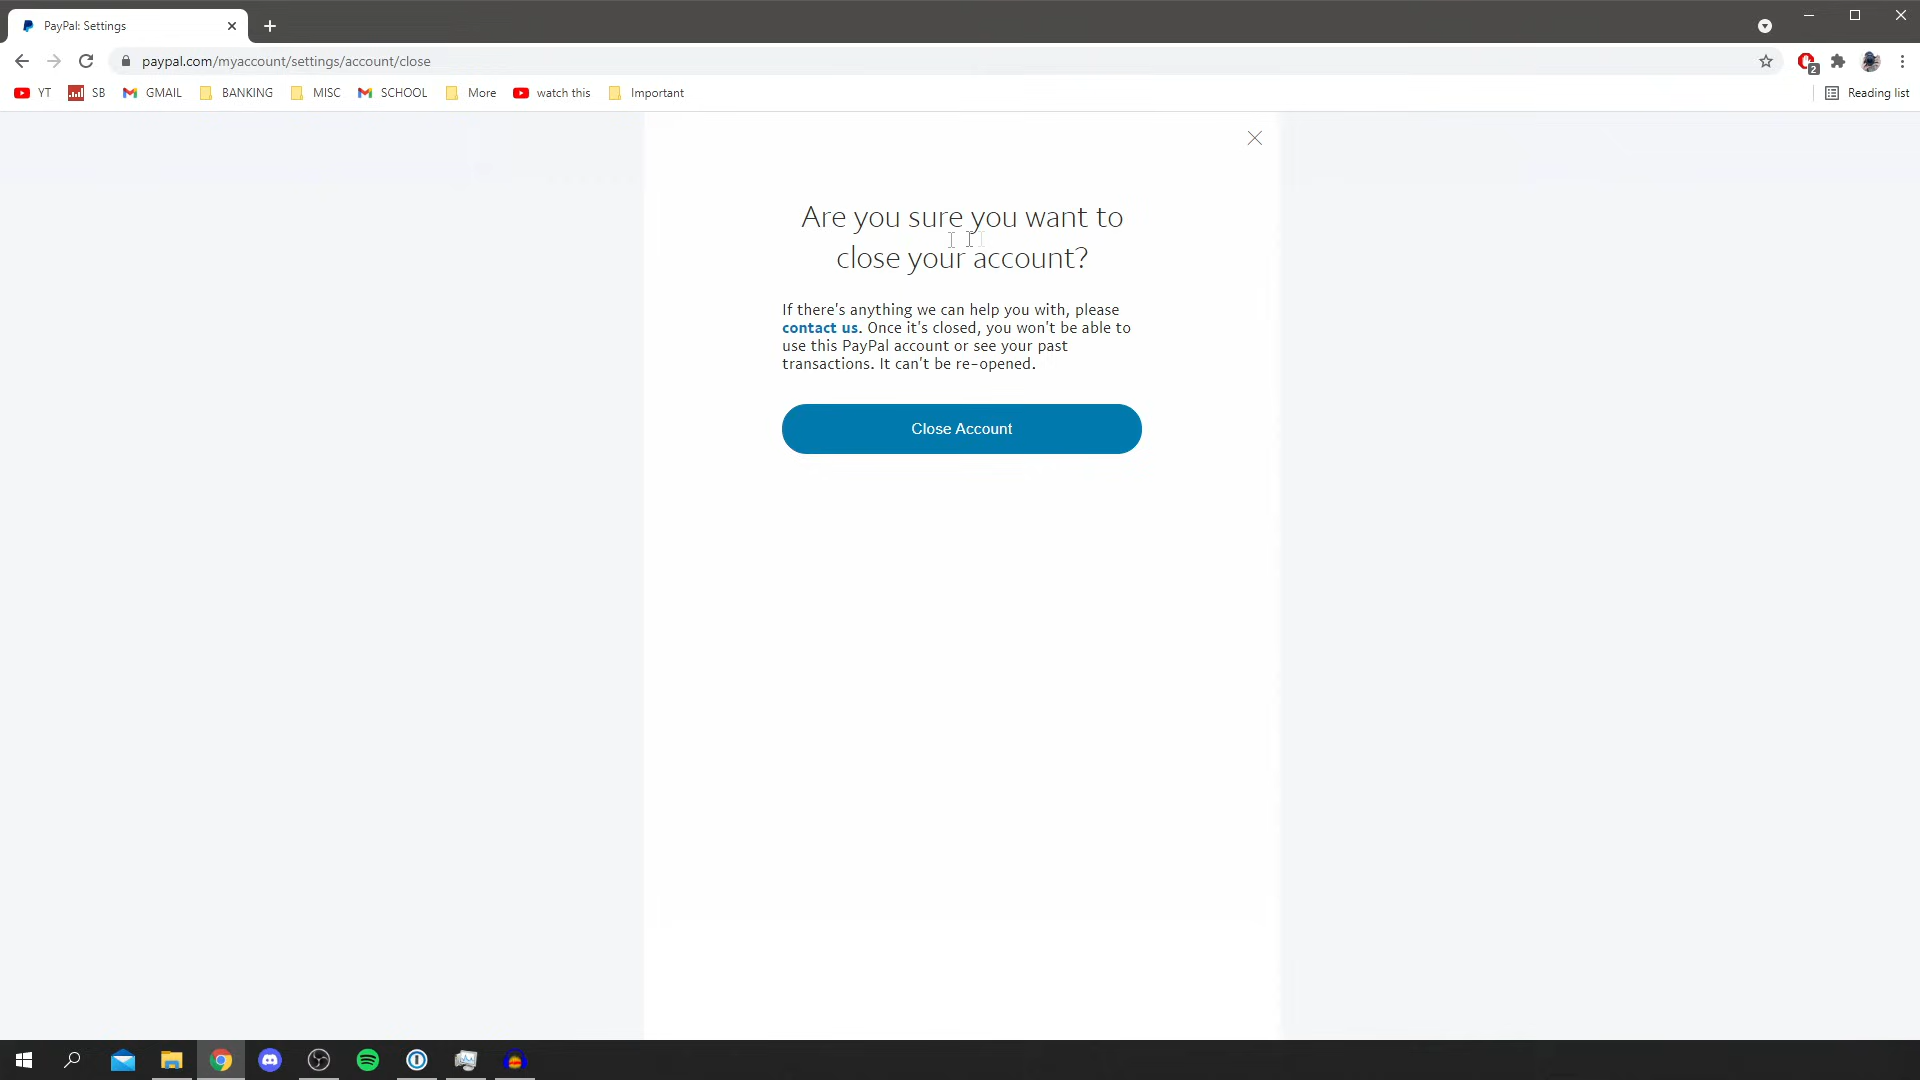 PayPal: Settings
paypal.com/myaccount/settings/account/close
2
YT SB GMAIL BANKING MISC SCHOOL More watch this Important Reading list
Are you sure you want to
close your account?
If there's anything we can help you with, please
contact us. Once it's closed, you won't be able to
use this PayPal account or see your past
transactions. It can't be re-opened.
Close Account